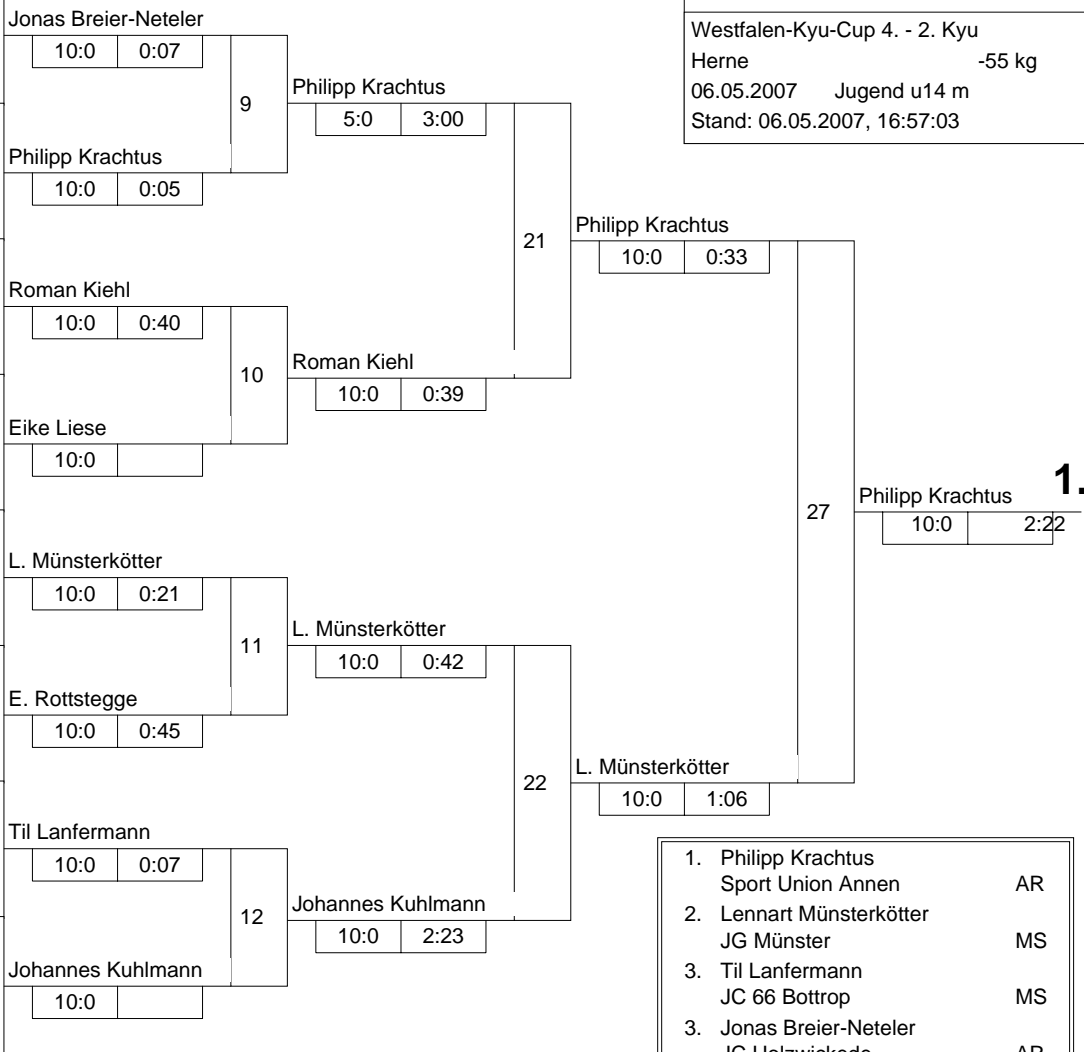 Westfalen-Kyu-Cup 4. - 2. Kyu
Herne -55 kg
06.05.2007 Jugend u14 m
Stand: 06.05.2007, 16:57:03
Jonas Breier-Neteler
10:0 0:07
9
Philipp Krachtus
10:0 0:05
Philipp Krachtus
5:0 3:00
Roman Kiehl
10:0 0:40
10
Eike Liese
10:0
Roman Kiehl
10:0 0:39
21
Philipp Krachtus
10:0 0:33
L. Münsterkötter
10:0 0:21
11
E. Rottstegge
10:0 0:45
L. Münsterkötter
10:0 0:42
Til Lanfermann
10:0 0:07
12
Johannes Kuhlmann
10:0
Johannes Kuhlmann
10:0 2:23
22
L. Münsterkötter
10:0 1:06
27
Philipp Krachtus 1.
10:0 2:22
1. Philipp Krachtus
Sport Union Annen AR
2. Lennart Münsterkötter
JG Münster MS
3. Til Lanfermann
JC 66 Bottrop MS
3. Jonas Breier-Neteler
JC Holzwickede AR